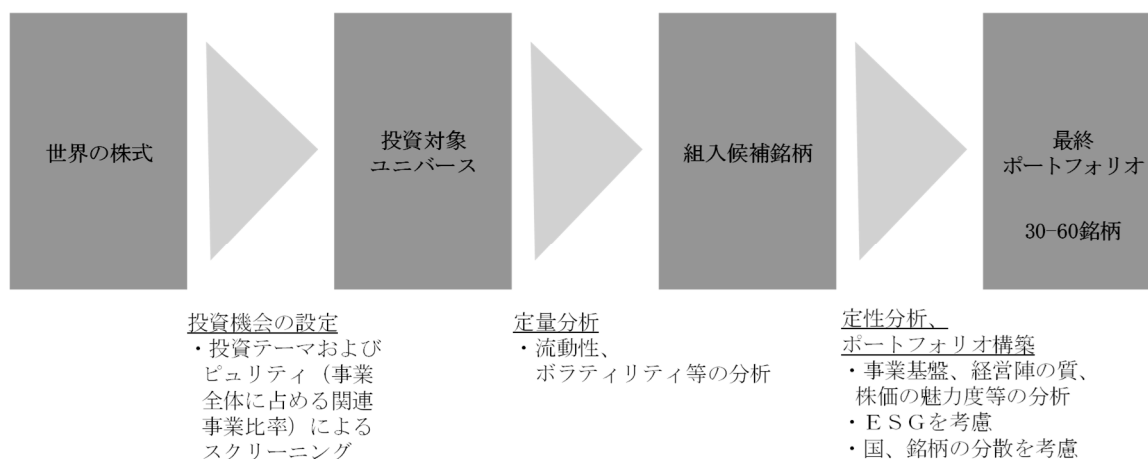 世界の株式
投資対象
ユニバース
組入候補銘柄
最終
ポートフォリオ
30-60銘柄
投資機会の設定
・投資テーマおよび
ピュリティ（事業
全体に占める関連
事業比率）による
スクリーニング
定量分析
・流動性、
ボラティリティ等の分析
定性分析、
ポートフォリオ構築
・事業基盤、経営陣の質、
株価の魅力度等の分析
・ＥＳＧを考慮
・国、銘柄の分散を考慮